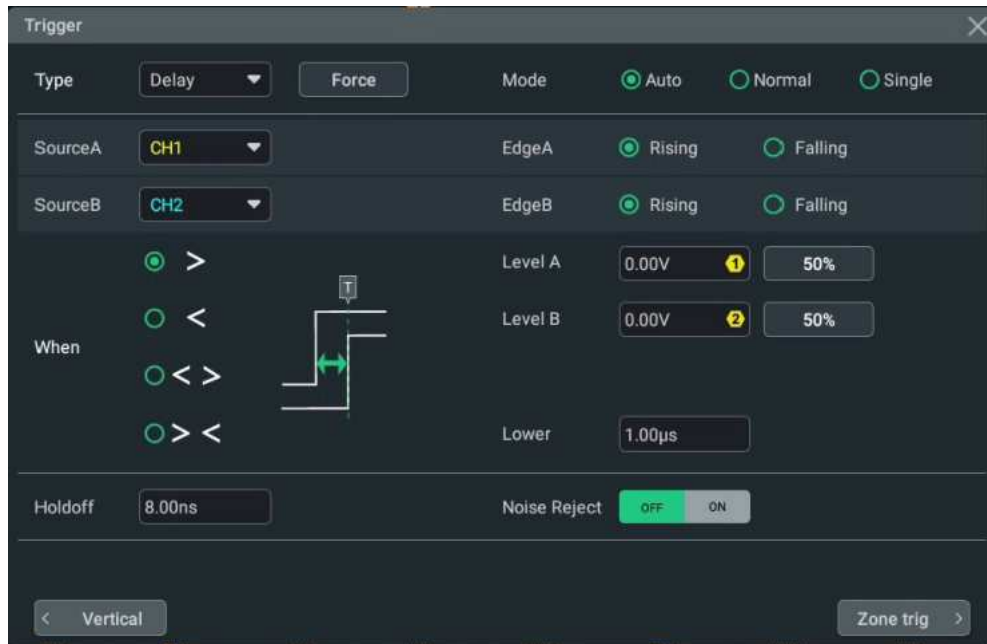 Trigger
Type Delay Force Mode Auto Normal Single
SourceA CH1 EdgeA Rising Falling
SourceB CH2 EdgeB Rising Falling
> Level A 0.00V 1 50%
T
< Level B 0.00V 2 50%
When
< >
> < Lower 1.00μs
Holdoff 8.00ns Noise Reject OFF ON
< Vertical Zone trig >